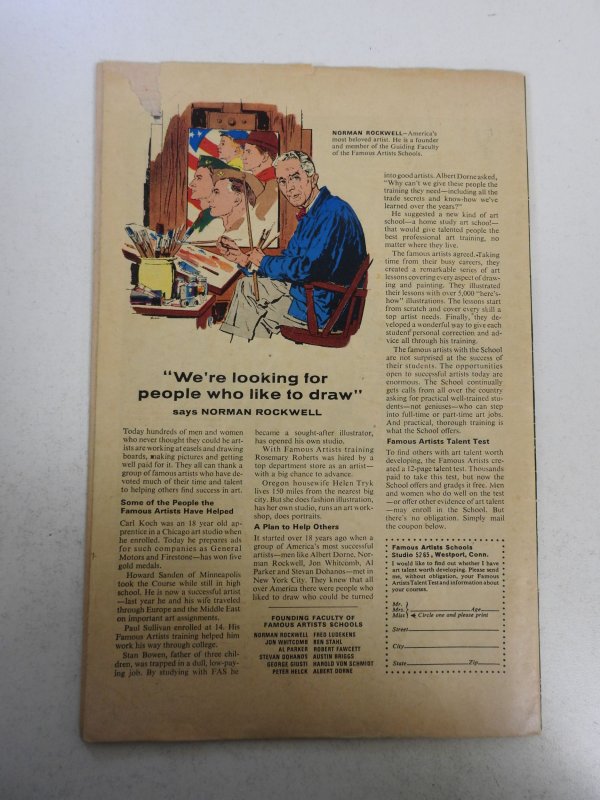 NORMAN ROCKWELL—America's
most beloved artist. He is a founder
and member of the Guiding Faculty
of the Famous Artists Schools.
"We're looking for
people who like to draw"
says NORMAN ROCKWELL
Today hundreds of men and women
who never thought they could be art-
ists are working at easels and drawing
boards, making pictures and getting
well paid for it. They all can thank a
group of famous artists who have de-
voted much of their time and talent
to helping others find success in art.
Some of the People the
Famous Artists Have Helped
Carl Koch was an 18 year old ap-
prentice in a Chicago art studio when
he enrolled. Today he prepares ads
for such companies as General
Motors and Firestone—has won five
gold medals.
Howard Sanden of Minneapolis
took the Course while still in high
school. He is now a successful artist
—last year he and his wife traveled
through Europe and the Middle East
on important art assignments.
Paul Sullivan enrolled at 14. His
Famous Artists training helped him
work his way through college.
Stan Bowen, father of three chil-
dren, was trapped in a dull, low-pay-
ing job. By studying with FAS he
became a sought-after illustrator,
has opened his own studio.
With Famous Artists training
Rosemary Roberts was hired by a
top department store as an artist—
with a big chance to advance.
Oregon housewife Helen Tryk
lives 150 miles from the nearest big
city. But she does fashion illustration,
has her own studio, runs an art work-
shop, does portraits.
A Plan to Help Others
It started over 18 years ago when a
group of America's most successful
artists—men like Albert Dorne, Nor-
man Rockwell, Jon Whitcomb, Al
Parker and Stevan Dohanos—met in
New York City. They knew that all
over America there were people who
liked to draw who could be turned
FOUNDING FACULTY OF
FAMOUS ARTISTS SCHOOLS
NORMAN ROCKWELL FRED LUDEKENS
JON WHITCOMB BEN STAHL
AL PARKER ROBERT FAWCETT
STEVAN DOHANOS AUSTIN BRIGGS
GEORGE GIUSTI HAROLD VON SCHMIDT
PETER HELCK ALBERT DORNE
into good artists. Albert Dorne asked,
"Why can't we give these people the
training they need—including all the
trade secrets and know-how we've
learned over the years?"
He suggested a new kind of art
school—a home study art school—
that would give talented people the
best professional art training, no
matter where they live.
The famous artists agreed. Taking
time from their busy careers, they
created a remarkable series of art
lessons covering every aspect of draw-
ing and painting. They illustrated
their lessons with over 5,000 "here's-
how" illustrations. The lessons start
from scratch and cover every skill a
top artist needs. Finally, they de-
veloped a wonderful way to give each
student personal correction and ad-
vice all through his training.
The famous artists with the School
are not surprised at the success of
their students. The opportunities
open to successful artists today are
enormous. The School continually
gets calls from all over the country
asking for practical well-trained stu-
dents—not geniuses—who can step
into full-time or part-time art jobs.
And practical, thorough training is
what the School offers.
Famous Artists Talent Test
To find others with art talent worth
developing, the Famous Artists cre-
ated a 12-page talent test. Thousands
paid to take this test, but now the
School offers and grades it free. Men
and women who do well on the test
—or offer other evidence of art talent
—may enroll in the School. But
there's no obligation. Simply mail
the coupon below.
Famous Artists Schools
Studio 5265, Westport, Conn.
I would like to find out whether I have
art talent worth developing. Please send
me, without obligation, your Famous
Artists Talent Test and information about
your courses.
Mr.
Mrs. Age
Miss Circle one and please print
Street
City
State Zip